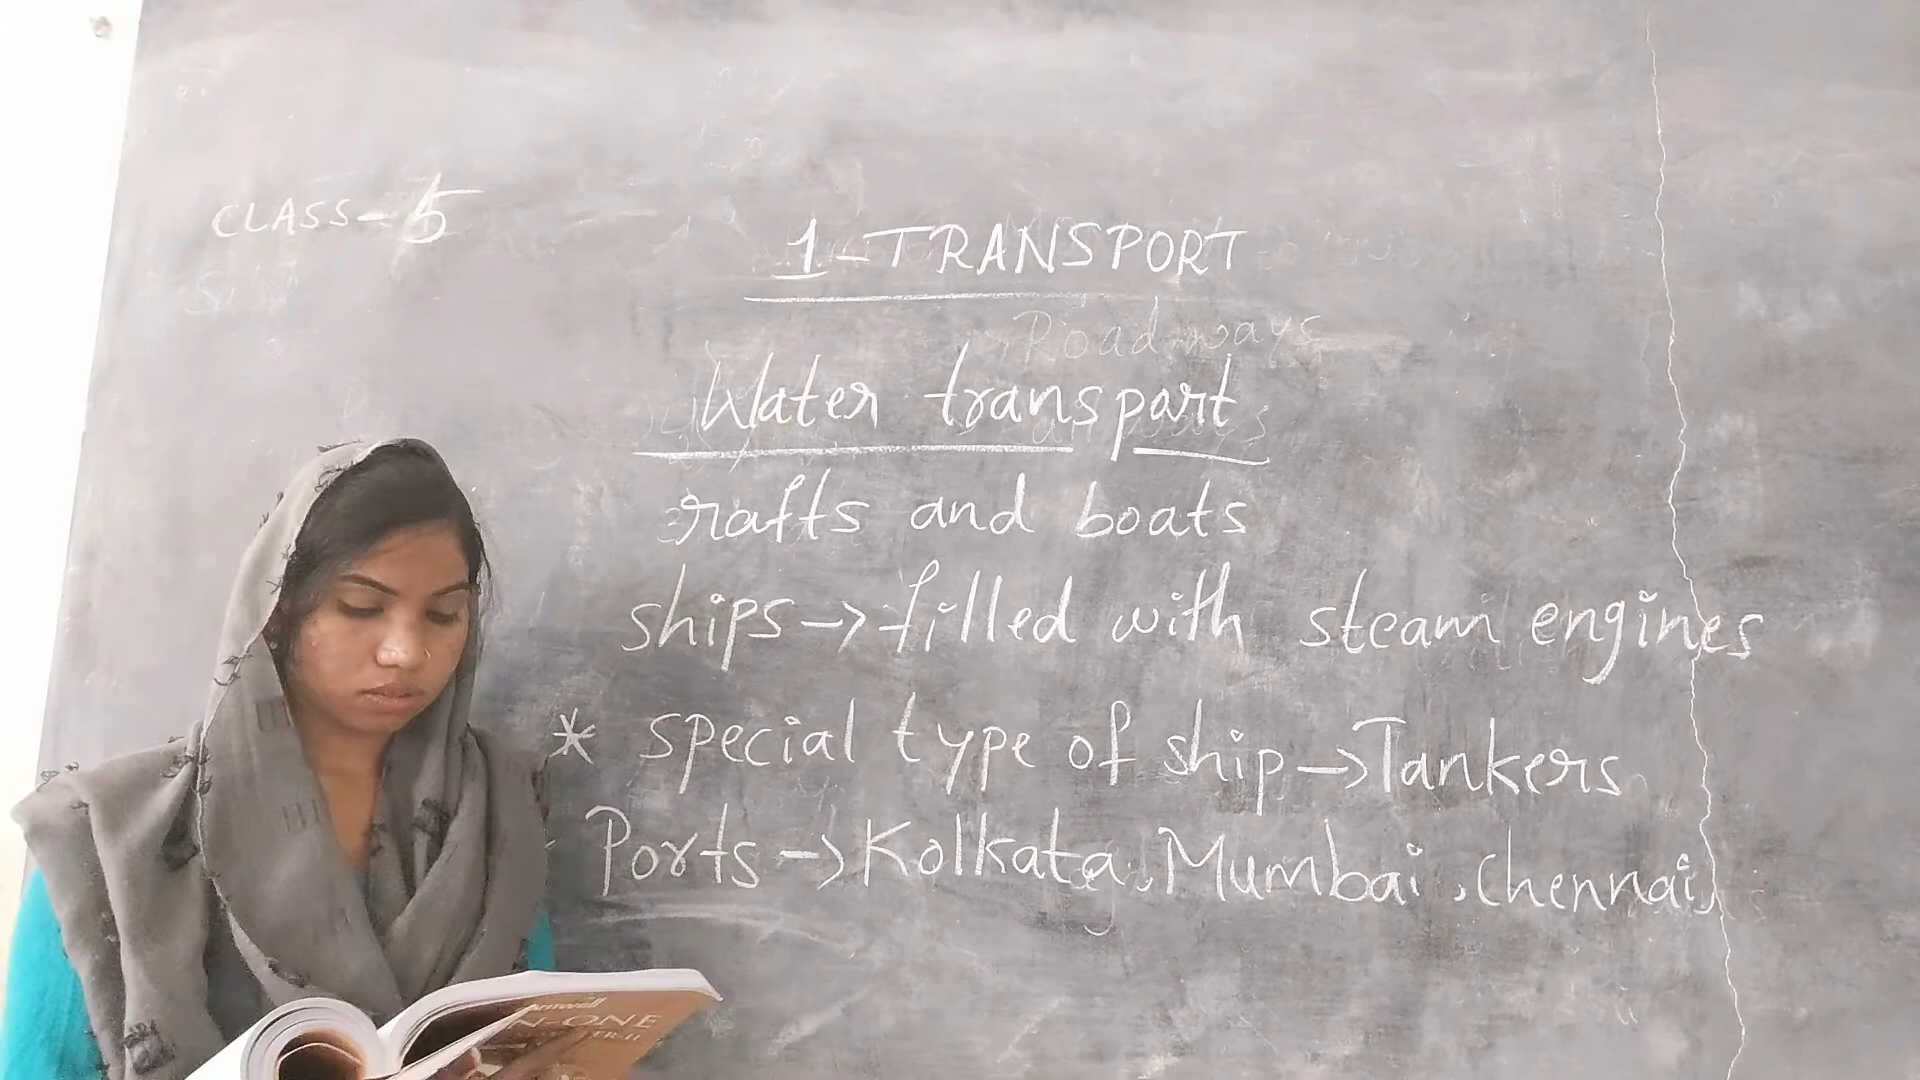 CLASS-5
1-TRANSPORT
Roadways
Water transport
rafts and boats
ships→filled with steam engines
* special type of ship→Tankers
Ports→Kolkata, Mumbai, Chennai,
N-ONE